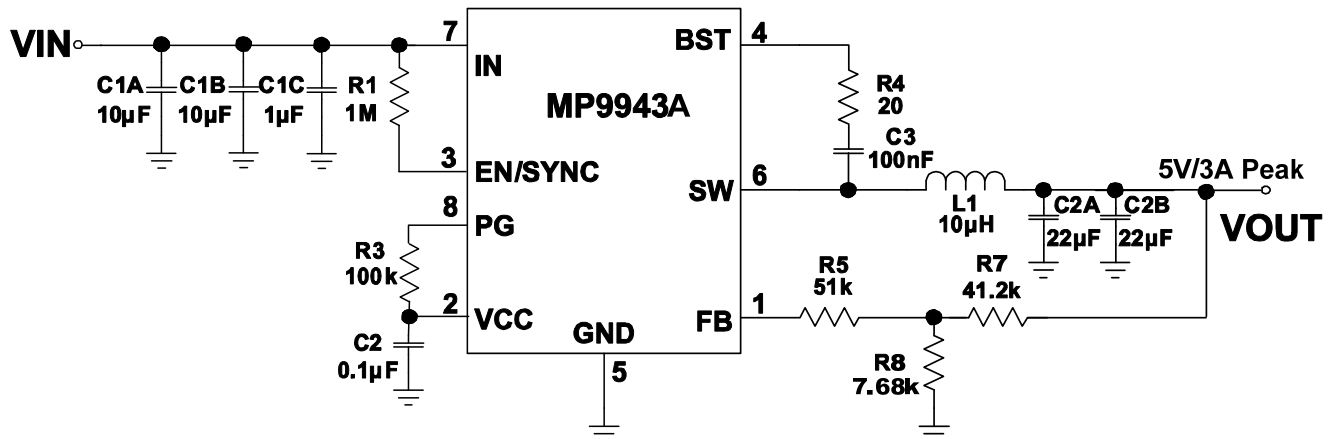 VIN
C1A
10µF
C1B
10µF
C1C
1µF
R1
1M
7
IN
3
EN/SYNC
8
PG
R3
100k
2
VCC
C2
0.1µF
MP9943A
GND
5
BST
4
R4
20
C3
100nF
SW
6
L1
10µH
5V/3A Peak
C2A
22µF
C2B
22µF
VOUT
FB
1
R5
51k
R7
41.2k
R8
7.68k